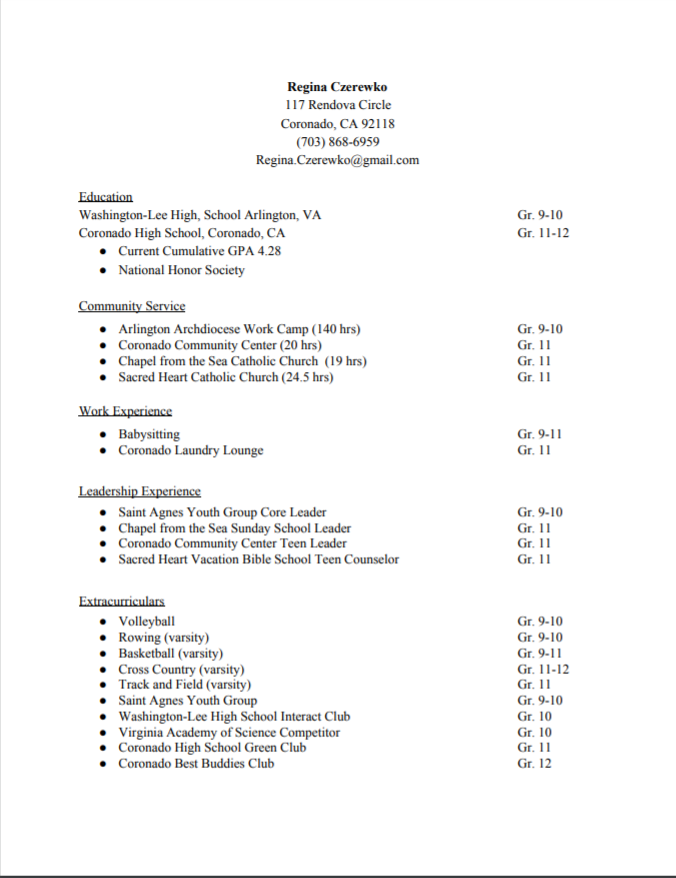 Regina Czerewko
117 Rendova Circle
Coronado, CA 92118
(703) 868-6959
Regina.Czerewko@gmail.com
Education
Washington-Lee High, School Arlington, VA Gr. 9-10
Coronado High School, Coronado, CA Gr. 11-12
● Current Cumulative GPA 4.28
● National Honor Society
Community Service
● Arlington Archdiocese Work Camp (140 hrs) Gr. 9-10
● Coronado Community Center (20 hrs) Gr. 11
● Chapel from the Sea Catholic Church (19 hrs) Gr. 11
● Sacred Heart Catholic Church (24.5 hrs) Gr. 11
Work Experience
● Babysitting Gr. 9-11
● Coronado Laundry Lounge Gr. 11
Leadership Experience
● Saint Agnes Youth Group Core Leader Gr. 9-10
● Chapel from the Sea Sunday School Leader Gr. 11
● Coronado Community Center Teen Leader Gr. 11
● Sacred Heart Vacation Bible School Teen Counselor Gr. 11
Extracurriculars
● Volleyball Gr. 9-10
● Rowing (varsity) Gr. 9-10
● Basketball (varsity) Gr. 9-11
● Cross Country (varsity) Gr. 11-12
● Track and Field (varsity) Gr. 11
● Saint Agnes Youth Group Gr. 9-10
● Washington-Lee High School Interact Club Gr. 10
● Virginia Academy of Science Competitor Gr. 10
● Coronado High School Green Club Gr. 11
● Coronado Best Buddies Club Gr. 12